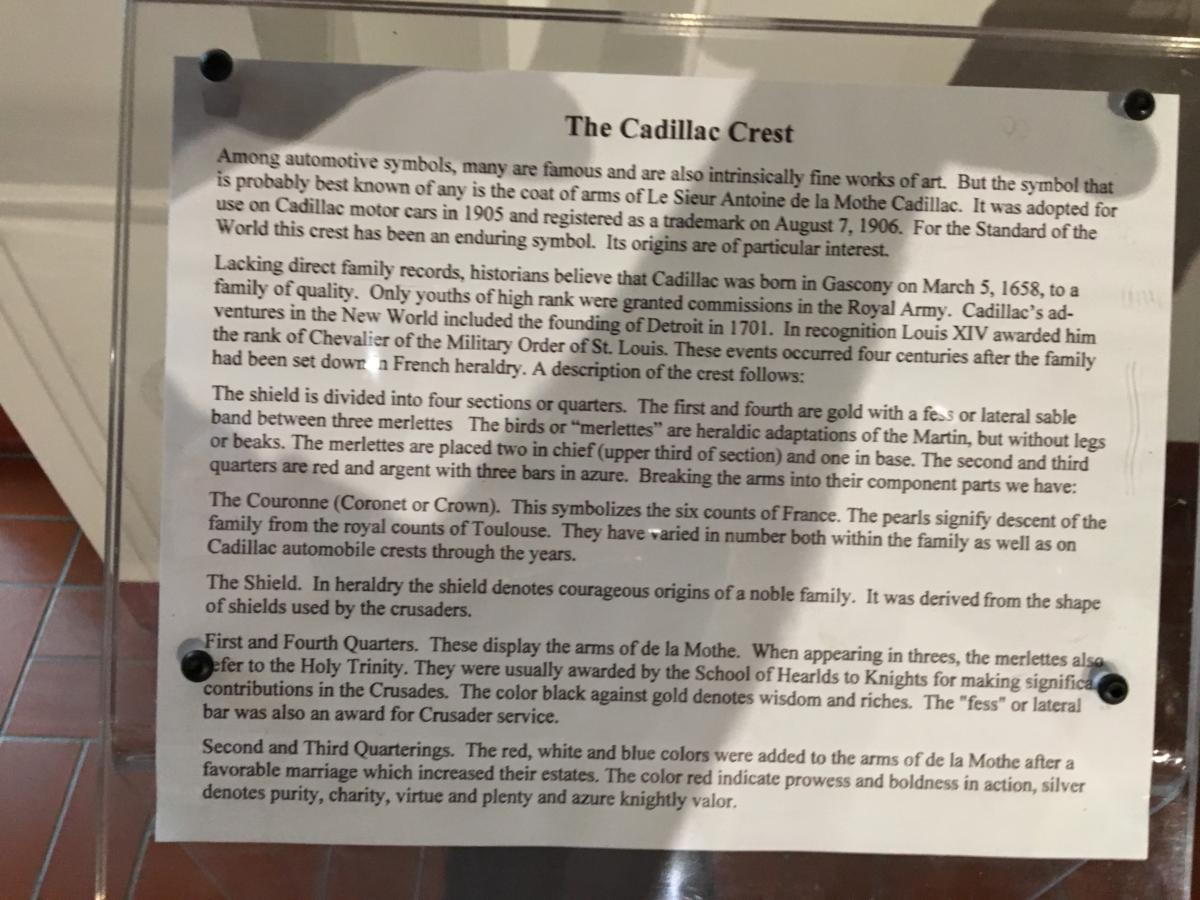 The Cadillac Crest
Among automotive symbols, many are famous and are also intrinsically fine works of art. But the symbol that
is probably best known of any is the coat of arms of Le Sieur Antoine de la Mothe Cadillac. It was adopted for
use on Cadillac motor cars in 1905 and registered as a trademark on August 7, 1906. For the Standard of the
World this crest has been an enduring symbol. Its origins are of particular interest.
Lacking direct family records, historians believe that Cadillac was born in Gascony on March 5, 1658, to a
family of quality. Only youths of high rank were granted commissions in the Royal Army. Cadillac's ad-
ventures in the New World included the founding of Detroit in 1701. In recognition Louis XIV awarded him
the rank of Chevalier of the Military Order of St. Louis. These events occurred four centuries after the family
had been set down in French heraldry. A description of the crest follows:
The shield is divided into four sections or quarters. The first and fourth are gold with a fess or lateral sable
band between three merlettes The birds or "merlettes" are heraldic adaptations of the Martin, but without legs
or beaks. The merlettes are placed two in chief (upper third of section) and one in base. The second and third
quarters are red and argent with three bars in azure. Breaking the arms into their component parts we have:
The Couronne (Coronet or Crown). This symbolizes the six counts of France. The pearls signify descent of the
family from the royal counts of Toulouse. They have varied in number both within the family as well as on
Cadillac automobile crests through the years.
The Shield. In heraldry the shield denotes courageous origins of a noble family. It was derived from the shape
of shields used by the crusaders.
First and Fourth Quarters. These display the arms of de la Mothe. When appearing in threes, the merlettes also
refer to the Holy Trinity. They were usually awarded by the School of Hearlds to Knights for making significa
contributions in the Crusades. The color black against gold denotes wisdom and riches. The "fess" or lateral
bar was also an award for Crusader service.
Second and Third Quarterings. The red, white and blue colors were added to the arms of de la Mothe after a
favorable marriage which increased their estates. The color red indicate prowess and boldness in action, silver
denotes purity, charity, virtue and plenty and azure knightly valor.